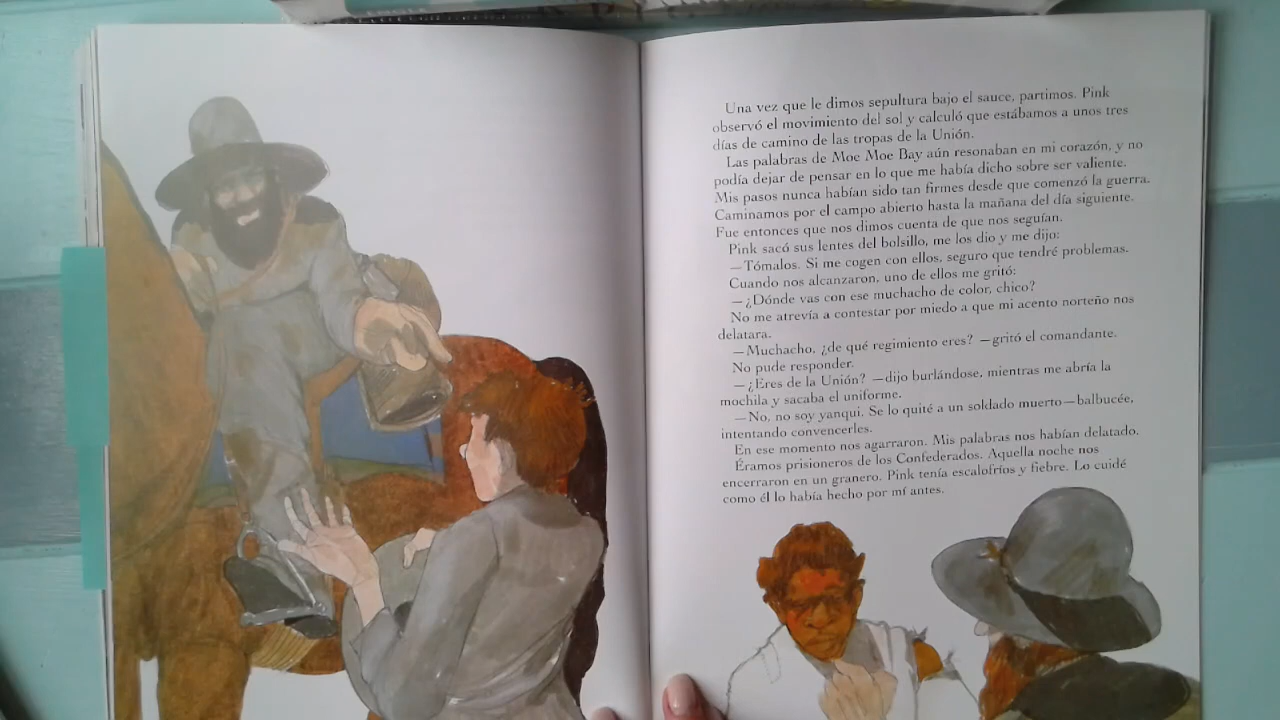 Una vez que le dimos sepultura bajo el sauce, partimos. Pink
observó el movimiento del sol y calculó que estábamos a unos tres
días de camino de las tropas de la Unión.
Las palabras de Moe Moe Bay aún resonaban en mi corazón, y no
podía dejar de pensar en lo que me había dicho sobre ser valiente.
Mis pasos nunca habían sido tan firmes desde que comenzó la guerra.
Caminamos por el campo abierto hasta la mañana del día siguiente.
Fue entonces que nos dimos cuenta de que nos seguían.
Pink sacó sus lentes del bolsillo, me los dio y me dijo:
—Tómalos. Si me cogen con ellos, seguro que tendré problemas.
Cuando nos alcanzaron, uno de ellos me gritó:
—¿Dónde vas con ese muchacho de color, chico?
No me atrevía a contestar por miedo a que mi acento norteño nos
delatara.
—Muchacho, ¿de qué regimiento eres? —gritó el comandante.
No pude responder.
—¿Eres de la Unión? —dijo burlándose, mientras me abría la
mochila y sacaba el uniforme.
—No, no soy yanqui. Se lo quité a un soldado muerto—balbucée,
intentando convencerles.
En ese momento nos agarraron. Mis palabras nos habían delatado.
Éramos prisioneros de los Confederados. Aquella noche nos
encerraron en un granero. Pink tenía escalofríos y fiebre. Lo cuidé
como él lo había hecho por mí antes.